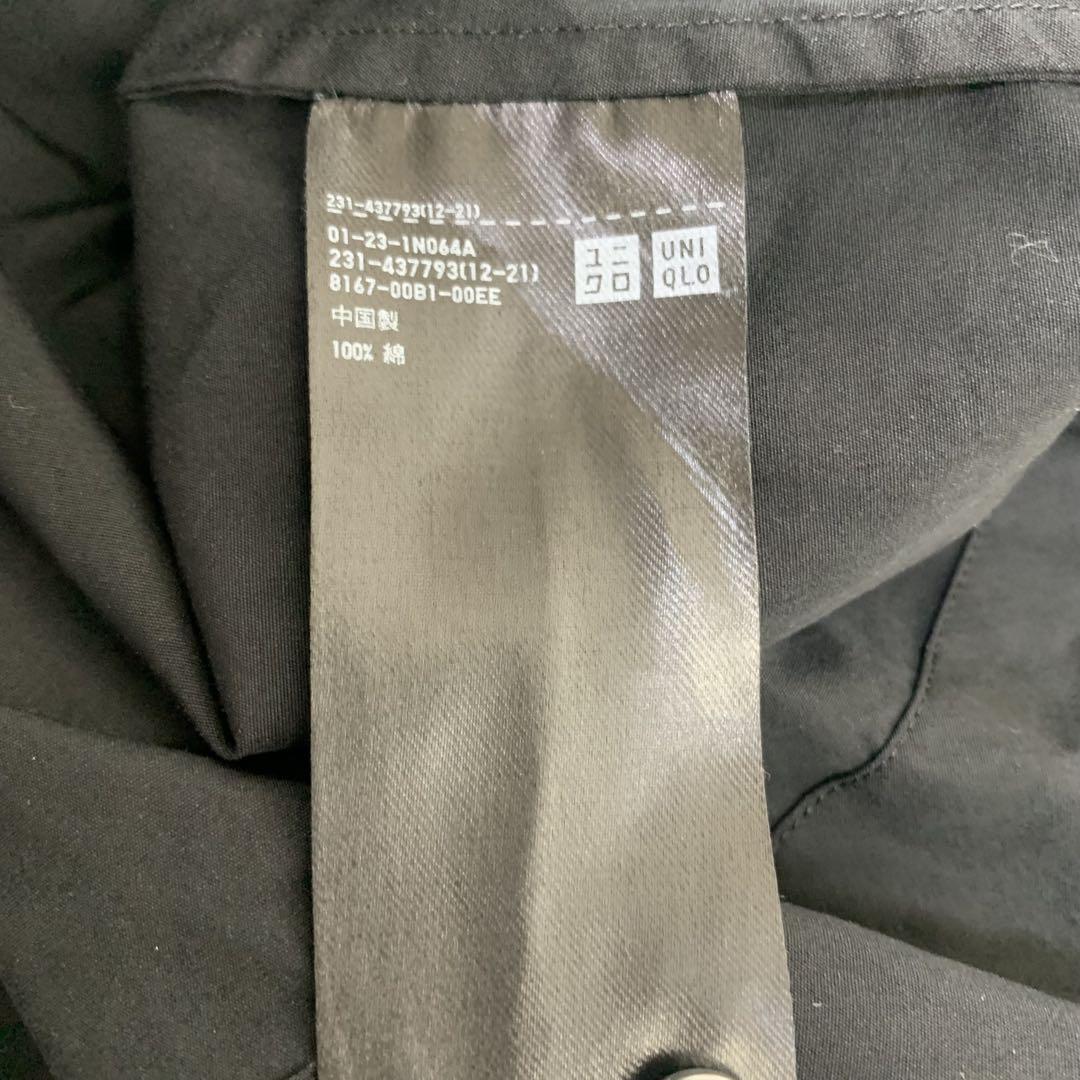 231-437793(12-21)
01-23-1N064A
231-437793(12-21)
8167-00B1-00EE
中国製
100% 綿
ユニ
クロ
UNI
QLO